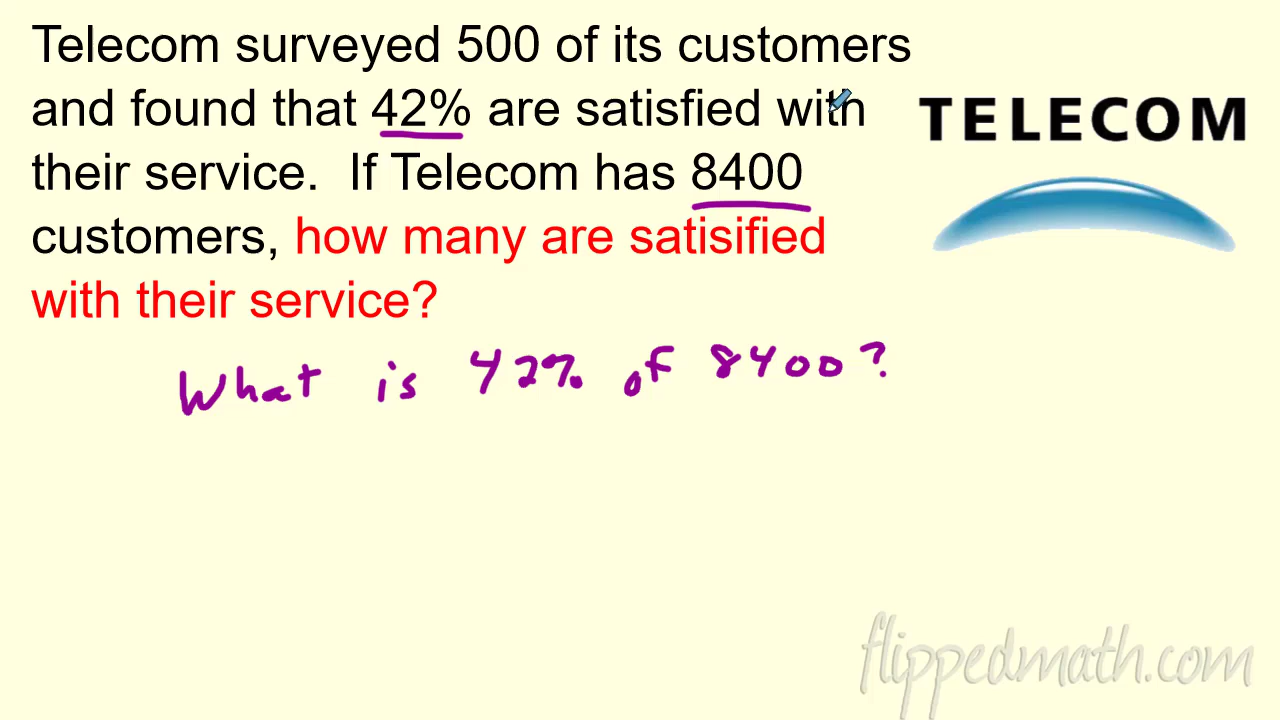 Telecom surveyed 500 of its customers
and found that 42% are satisfied with
their service. If Telecom has 8400
customers, how many are satisified
with their service?
TELECOM
What is 42% of 8400?
flippedmath.com